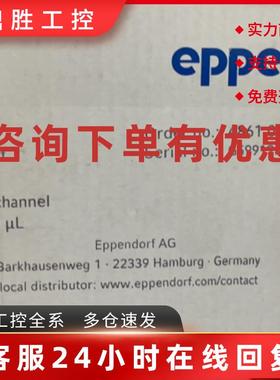 胜工控
实力
支持
免费
eppe
咨询下单有优惠
channel
µL
Eppendorf AG
Barkhausenweg 1 · 22339 Hamburg · Germany
local distributor: www.eppendorf.com/contact
工控全系 多仓速发
客服24小时在线回复